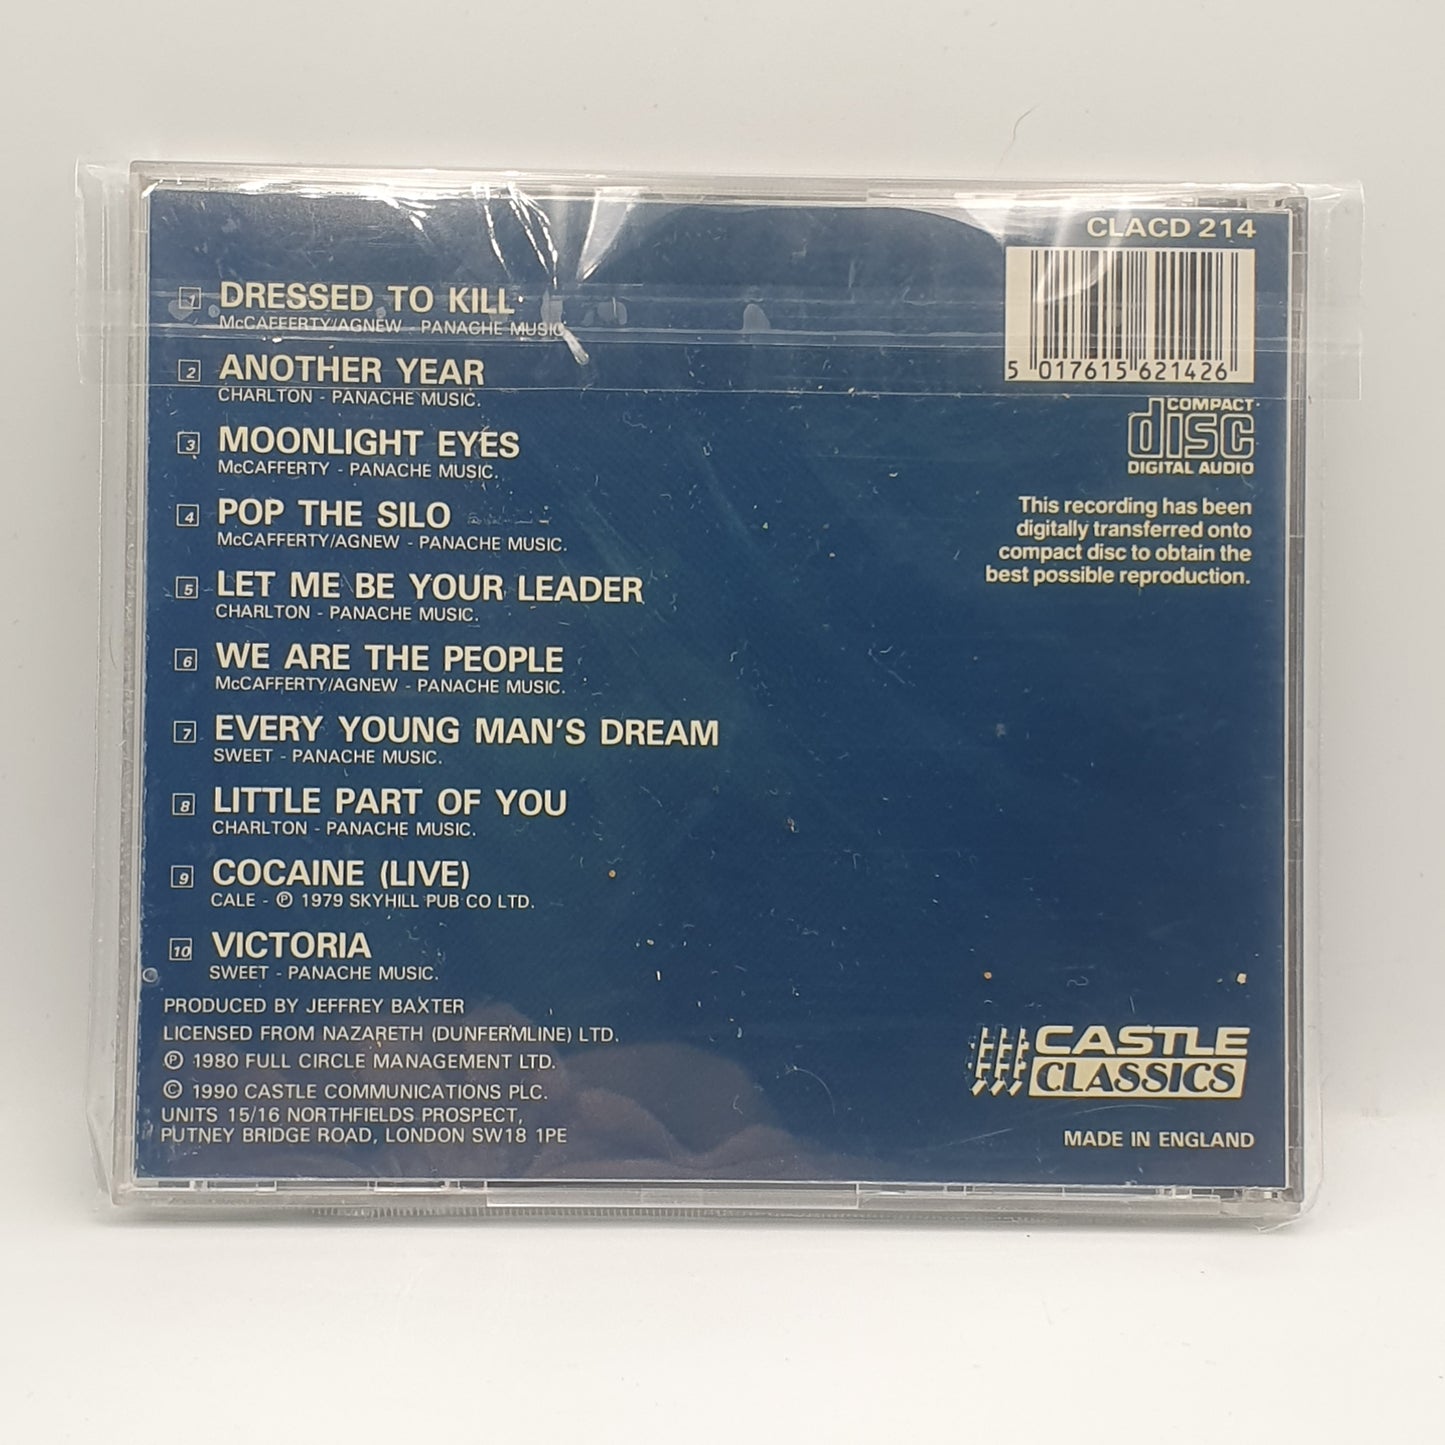 CLACD 214
5 017615 621426
COMPACT
disc
DIGITAL AUDIO
This recording has been
digitally transferred onto
compact disc to obtain the
best possible reproduction.
1 DRESSED TO KILL
McCAFFERTY/AGNEW - PANACHE MUSIC
2 ANOTHER YEAR
CHARLTON - PANACHE MUSIC.
3 MOONLIGHT EYES
McCAFFERTY - PANACHE MUSIC.
4 POP THE SILO
McCAFFERTY/AGNEW - PANACHE MUSIC.
5 LET ME BE YOUR LEADER
CHARLTON - PANACHE MUSIC.
6 WE ARE THE PEOPLE
McCAFFERTY/AGNEW - PANACHE MUSIC.
7 EVERY YOUNG MAN'S DREAM
SWEET - PANACHE MUSIC.
8 LITTLE PART OF YOU
CHARLTON - PANACHE MUSIC.
9 COCAINE (LIVE)
CALE - ℗ 1979 SKYHILL PUB CO LTD.
10 VICTORIA
SWEET - PANACHE MUSIC.
PRODUCED BY JEFFREY BAXTER
LICENSED FROM NAZARETH (DUNFERMLINE) LTD.
℗ 1980 FULL CIRCLE MANAGEMENT LTD.
© 1990 CASTLE COMMUNICATIONS PLC.
UNITS 15/16 NORTHFIELDS PROSPECT,
PUTNEY BRIDGE ROAD, LONDON SW18 1PE
CASTLE
CLASSICS
MADE IN ENGLAND